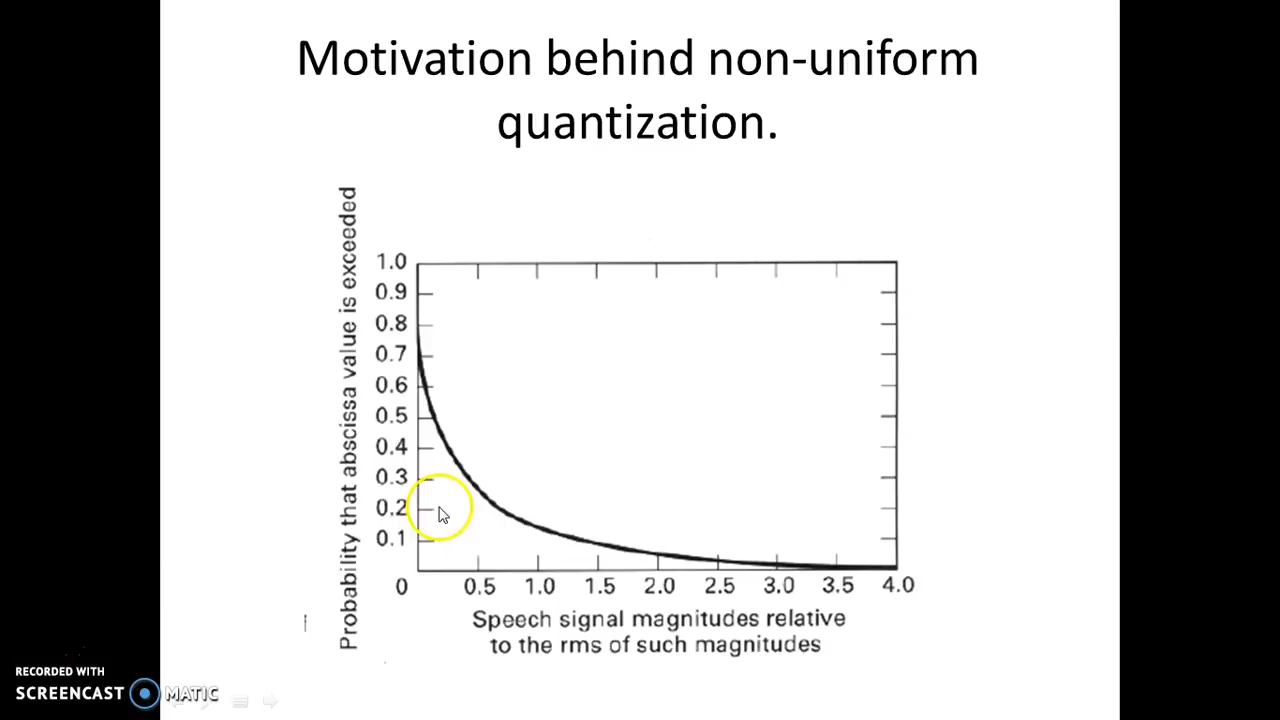 Motivation behind non-uniform
quantization.
Probability that abscissa value is exceeded
1.0
0.9
0.8
0.7
0.6
0.5
0.4
0.3
0.2
0.1
0 0.5 1.0 1.5 2.0 2.5 3.0 3.5 4.0
Speech signal magnitudes relative
to the rms of such magnitudes
RECORDED WITH
SCREENCAST MATIC